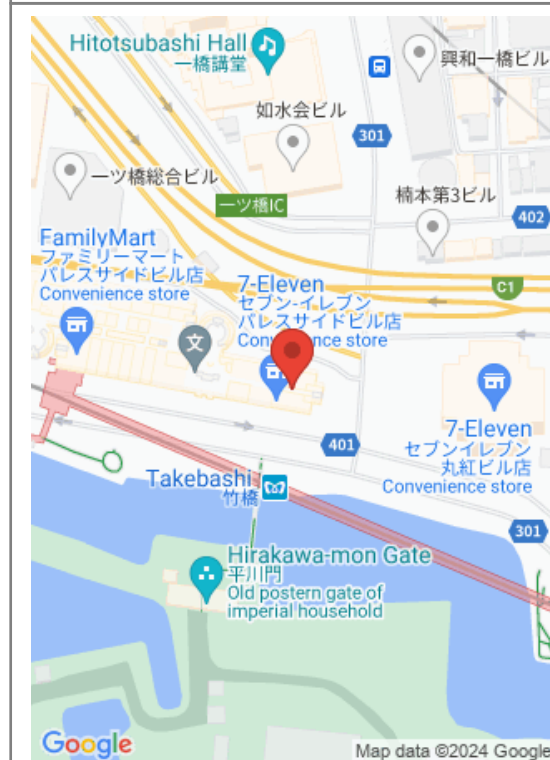 Hitotsubashi Hall
一橋講堂
興和一橋ビル
如水会ビル
301
一ツ橋総合ビル
一ツ橋IC
楠本第3ビル
402
FamilyMart
ファミリーマート
パレスサイドビル店
Convenience store
7-Eleven
セブン-イレブン
パレスサイドビル店
Convenience store
C1
文
7-Eleven
セブンイレブン
丸紅ビル店
Convenience store
401
Takebashi
竹橋
301
Hirakawa-mon Gate
平川門
Old postern gate of
imperial household
Google
Map data ©2024 Google